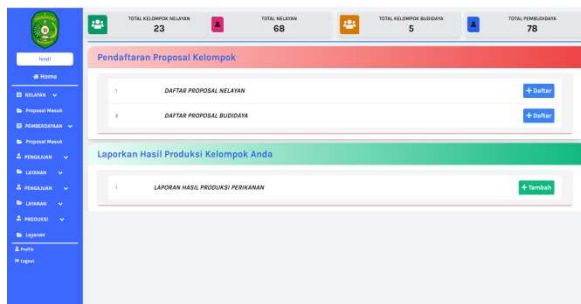 TOTAL KELOMPOK NELAYAN
23
TOTAL NELAYAN
68
TOTAL KELOMPOK BUDIDAYA
5
TOTAL PEMBUDIDAYA
78
Home
NELAYAN
Proposal Masuk
PEMBERDAYAAN
Proposal Masuk
PENGAJUAN
LAYANAN
PENGAJUAN
LAYANAN
PRODUKSI
Layanan
Profile
Logout
Pendaftaran Proposal Kelompok
1 DAFTAR PROPOSAL NELAYAN + Daftar
2 DAFTAR PROPOSAL BUDIDAYA + Daftar
Laporkan Hasil Produksi Kelompok Anda
1 LAPORAN HASIL PRODUKSI PERIKANAN + Tambah